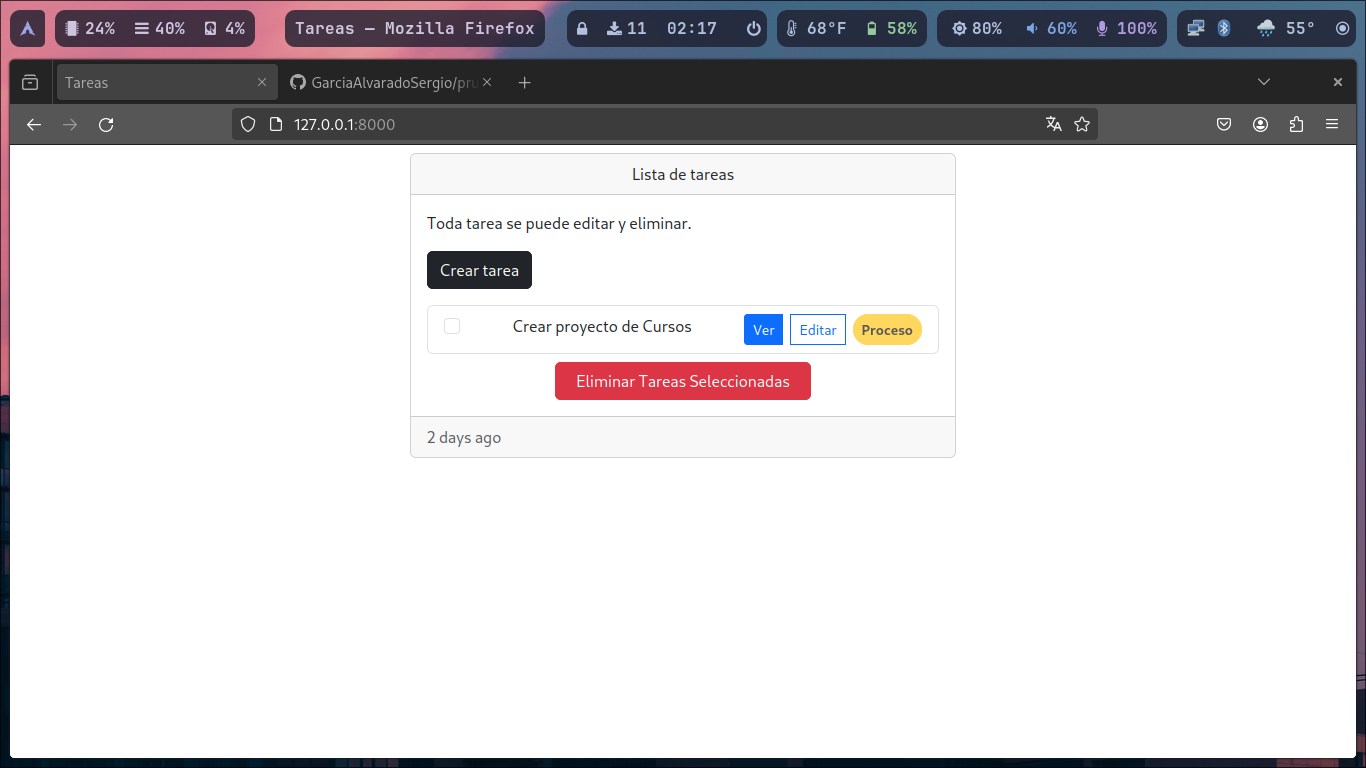 24% 40% 4% Tareas — Mozilla Firefox 11 02:17 68°F 58% 80% 60% 100% 55°
Tareas GarciaAlvaradoSergio/pru
127.0.0.1:8000
Lista de tareas
Toda tarea se puede editar y eliminar.
Crear tarea
Crear proyecto de Cursos Ver Editar Proceso
Eliminar Tareas Seleccionadas
2 days ago